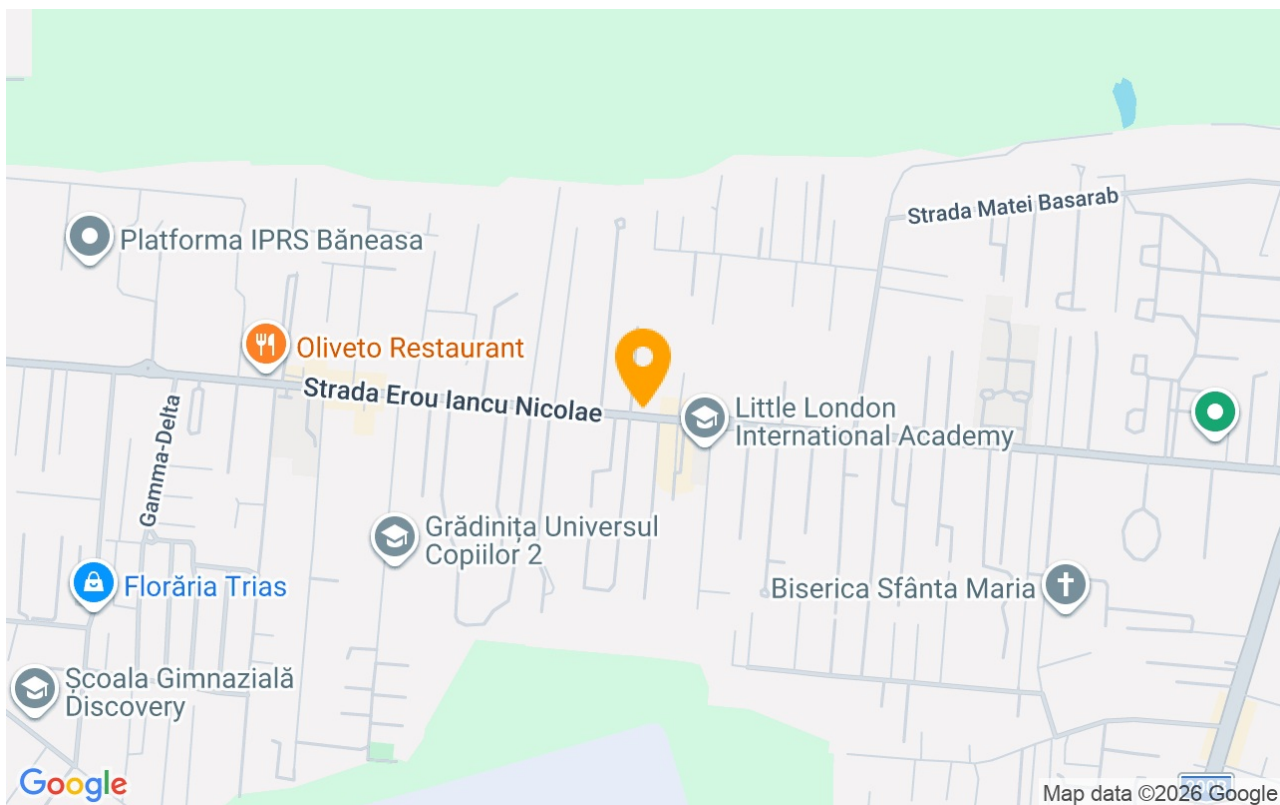 Strada Matei Basarab
Platforma IPRS Băneasa
Oliveto Restaurant
Strada Erou Iancu Nicolae
Little London
International Academy
Gamma-Delta
Grădinița Universul
Copiilor 2
Florăria Trias
Biserica Sfânta Maria
Școala Gimnazială
Discovery
Google
Map data ©2026 Google